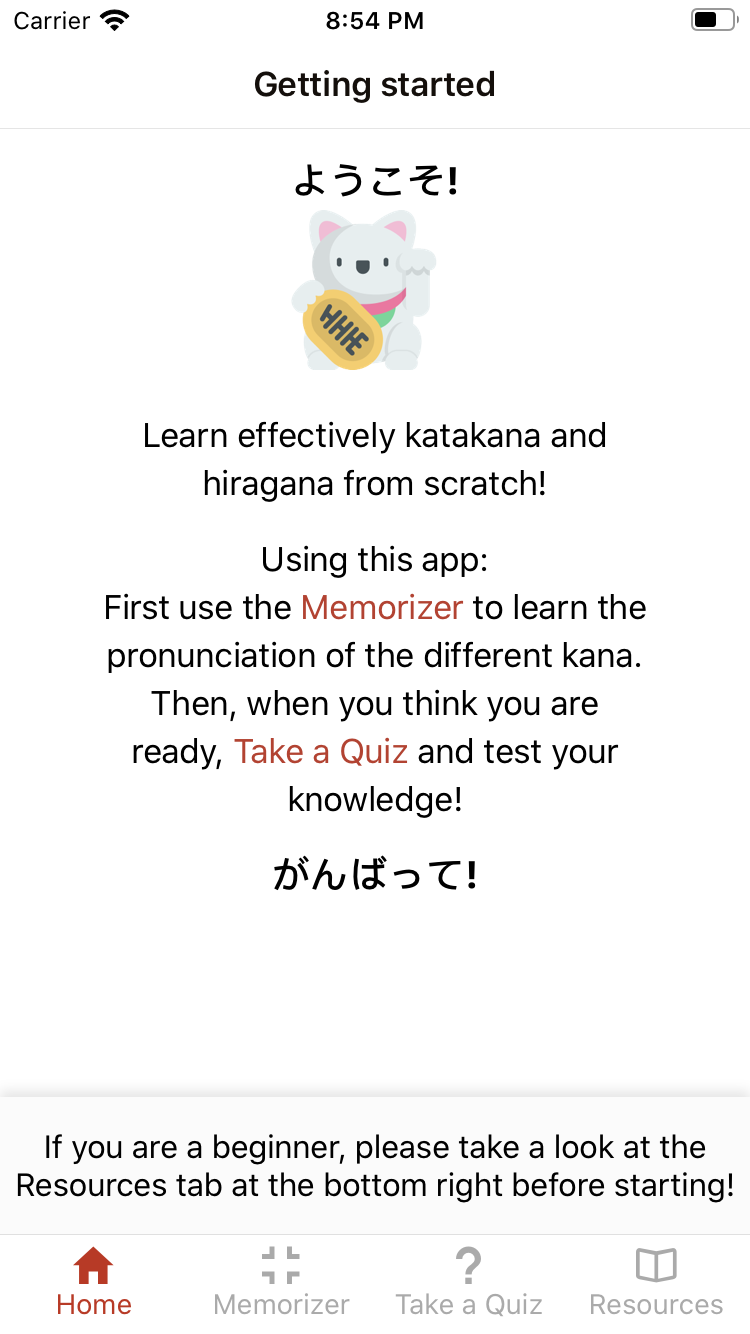 Carrier
8:54 PM
Getting started
ようこそ!
Learn effectively katakana and
hiragana from scratch!
Using this app:
First use the Memorizer to learn the
pronunciation of the different kana.
Then, when you think you are
ready, Take a Quiz and test your
knowledge!
がんばって!
If you are a beginner, please take a look at the
Resources tab at the bottom right before starting!
Home
Memorizer
Take a Quiz
Resources